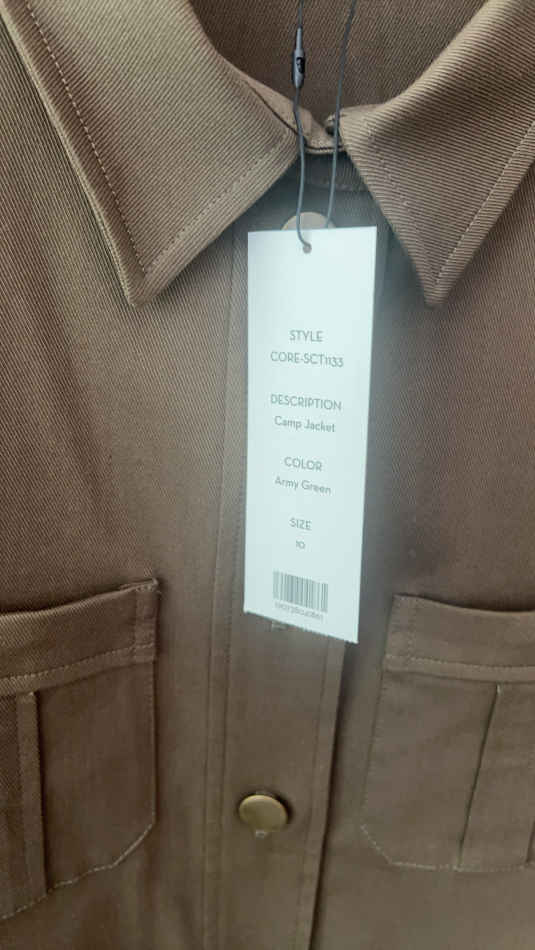 STYLE
CORE-SCT1133
DESCRIPTION
Camp Jacket
COLOR
Army Green
SIZE
10